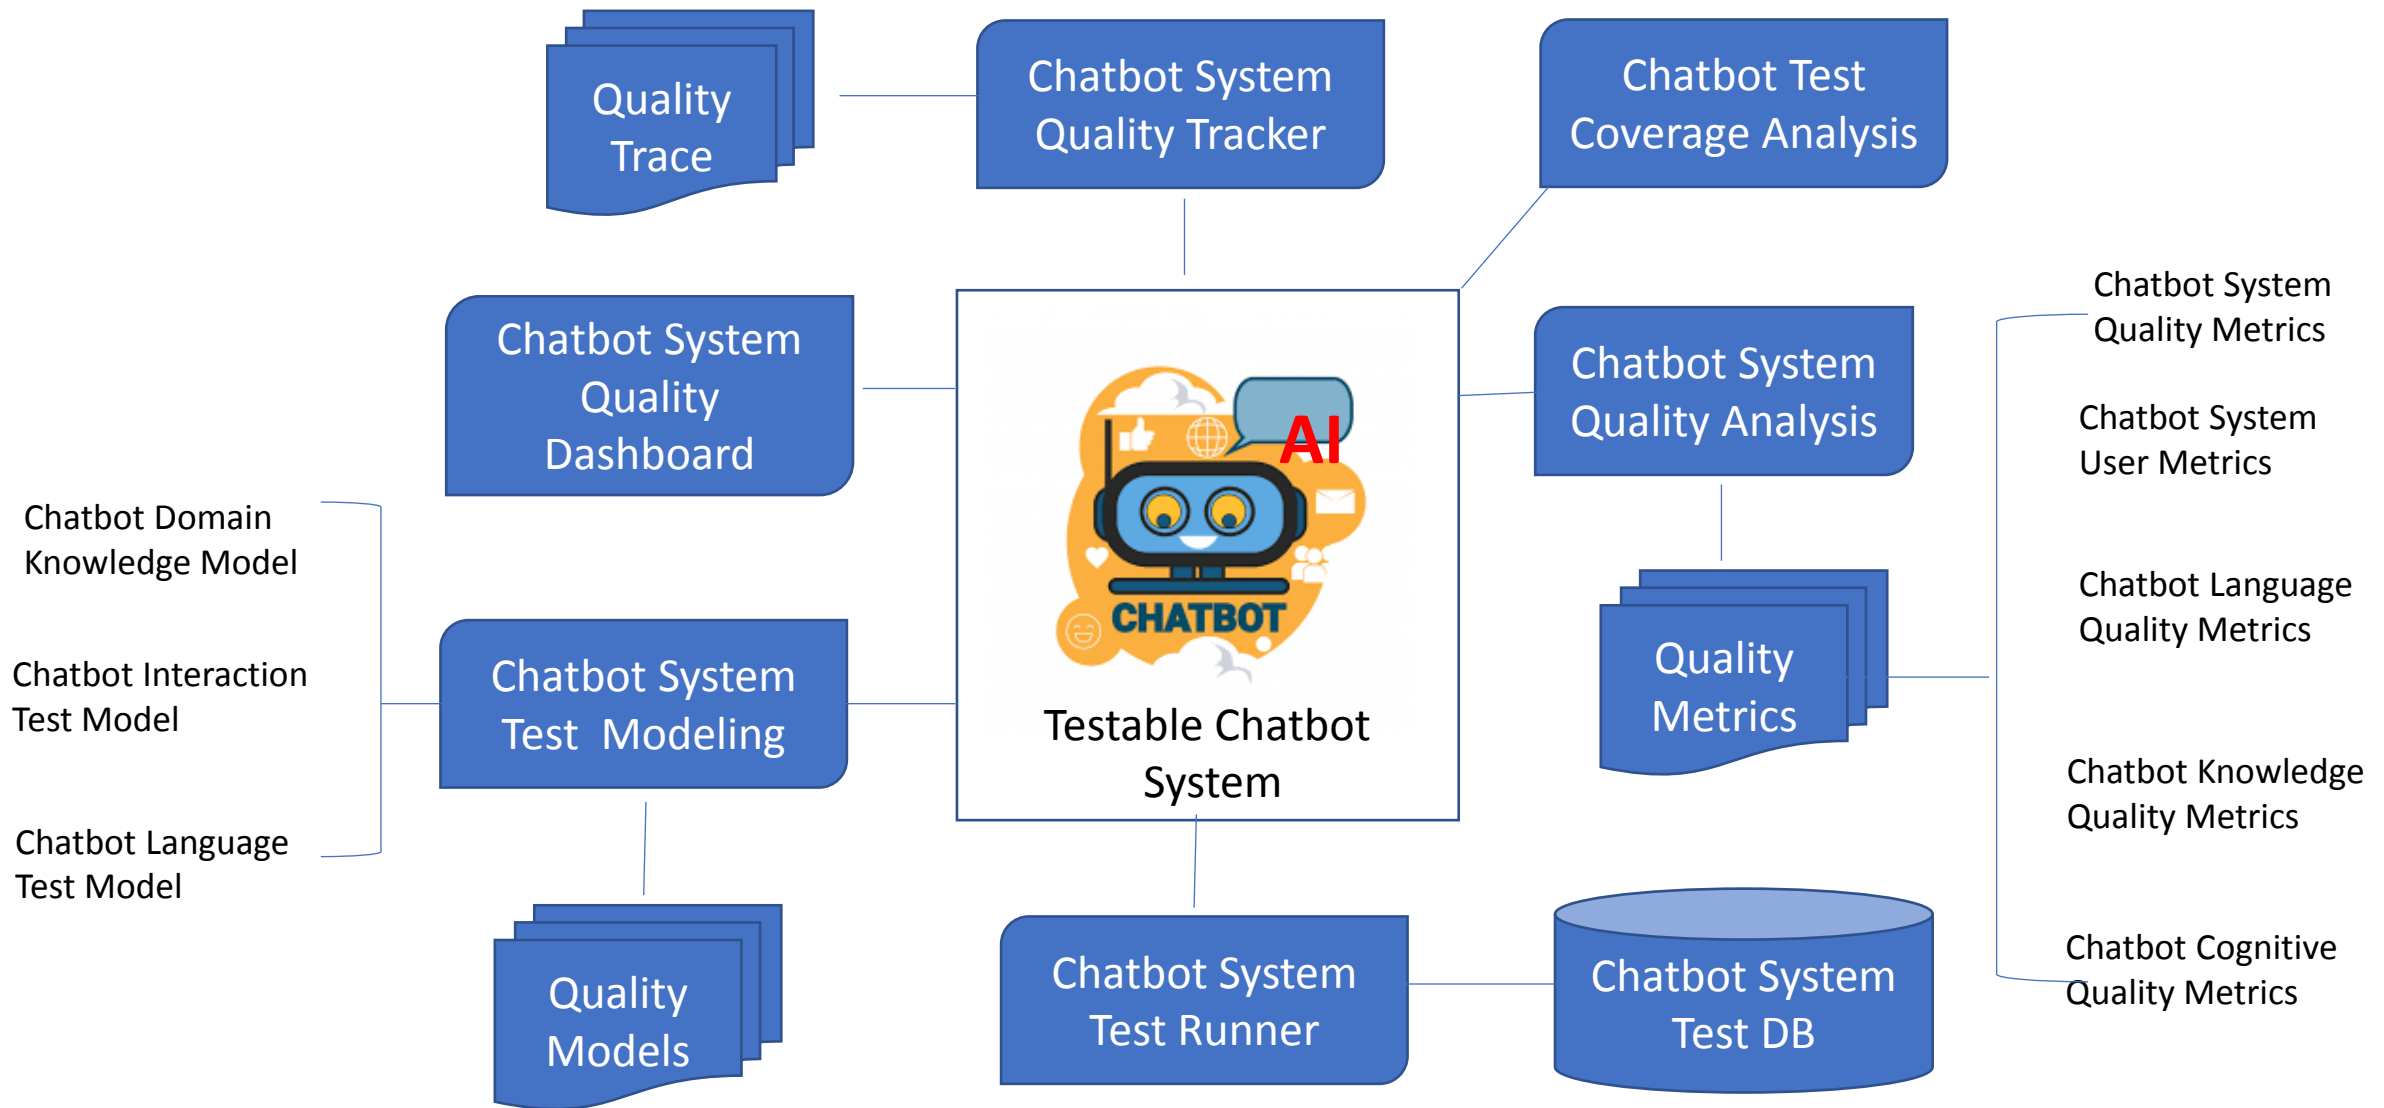 Quality
Trace
Chatbot System
Quality Tracker
Chatbot Test
Coverage Analysis
Chatbot System
Quality
Dashboard
AI
CHATBOT
Testable Chatbot
System
Chatbot System
Quality Analysis
Chatbot System
Quality Metrics
Chatbot System
User Metrics
Chatbot Language
Quality Metrics
Chatbot Knowledge
Quality Metrics
Chatbot Cognitive
Quality Metrics
Quality
Metrics
Chatbot Domain
Knowledge Model
Chatbot Interaction
Test Model
Chatbot Language
Test Model
Chatbot System
Test  Modeling
Quality
Models
Chatbot System
Test Runner
Chatbot System
Test DB